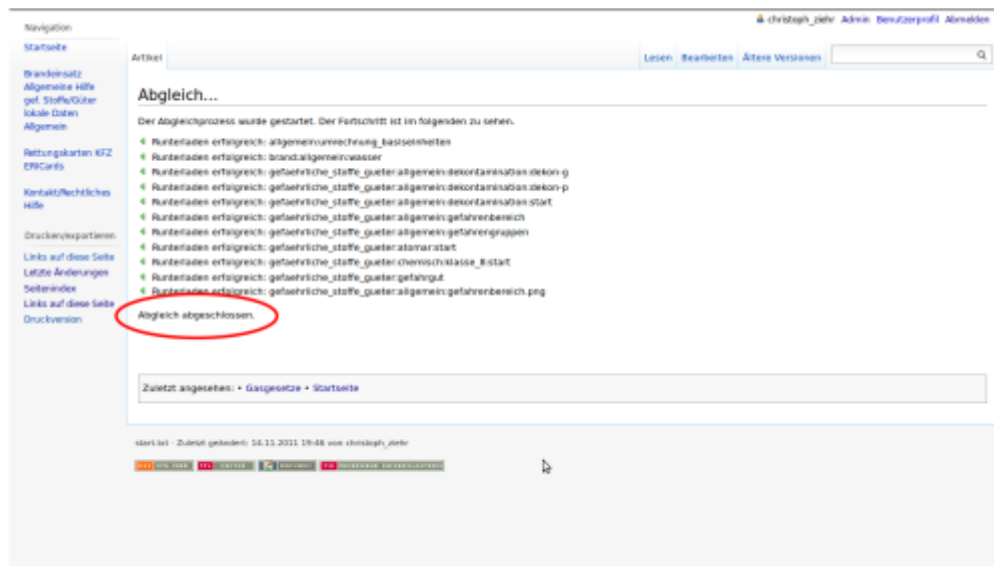 christoph_ziehr Admin Benutzerprofil Abmelden
Navigation
Startseite
Brandeinsatz
Allgemeine Hilfe
gef. Stoffe/Güter
lokale Daten
Allgemein
Rettungskarten KFZ
ERICards
Kontakt/Rechtliches
Hilfe
Drucken/exportieren
Links auf diese Seite
Letzte Änderungen
Seitenindex
Links auf diese Seite
Druckversion
Artikel
Lesen Bearbeiten Ältere Versionen
Abgleich...
Der Abgleichprozess wurde gestartet. Der Fortschritt ist im folgenden zu sehen.
Runterladen erfolgreich: allgemein:umrechnung_basiseinheiten
Runterladen erfolgreich: brand:allgemein:wasser
Runterladen erfolgreich: gefaehrliche_stoffe_gueter:allgemein:dekontamination:dekon-g
Runterladen erfolgreich: gefaehrliche_stoffe_gueter:allgemein:dekontamination:dekon-p
Runterladen erfolgreich: gefaehrliche_stoffe_gueter:allgemein:dekontamination:start
Runterladen erfolgreich: gefaehrliche_stoffe_gueter:allgemein:gefahrenbereich
Runterladen erfolgreich: gefaehrliche_stoffe_gueter:allgemein:gefahrengruppen
Runterladen erfolgreich: gefaehrliche_stoffe_gueter:atomar:start
Runterladen erfolgreich: gefaehrliche_stoffe_gueter:chemisch:klasse_8:start
Runterladen erfolgreich: gefaehrliche_stoffe_gueter:gefahrgut
Runterladen erfolgreich: gefaehrliche_stoffe_gueter:allgemein:gefahrenbereich.png
Abgleich abgeschlossen.
Zuletzt angesehen: • Gasgesetze • Startseite
start.txt · Zuletzt geändert: 14.11.2011 19:46 von christoph_ziehr